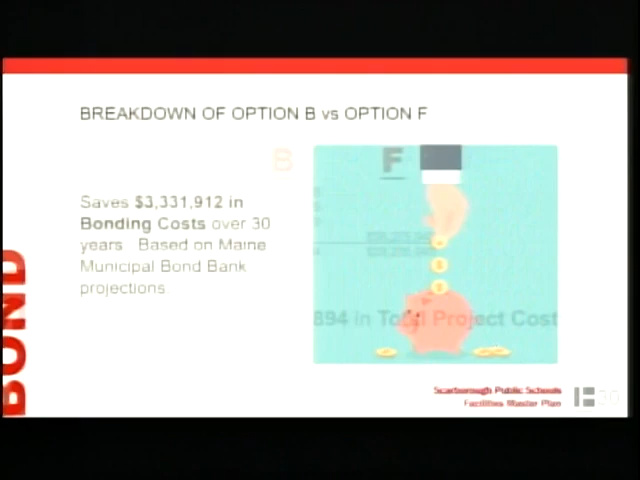 BREAKDOWN OF OPTION B vs OPTION F
B
F
Saves $3,331,912 in
Bonding Costs over 30
years Based on Maine
Municipal Bond Bank
projections
894 in Total Project Cost
BOND
Scarborough Public Schools
Facilities Master Plan